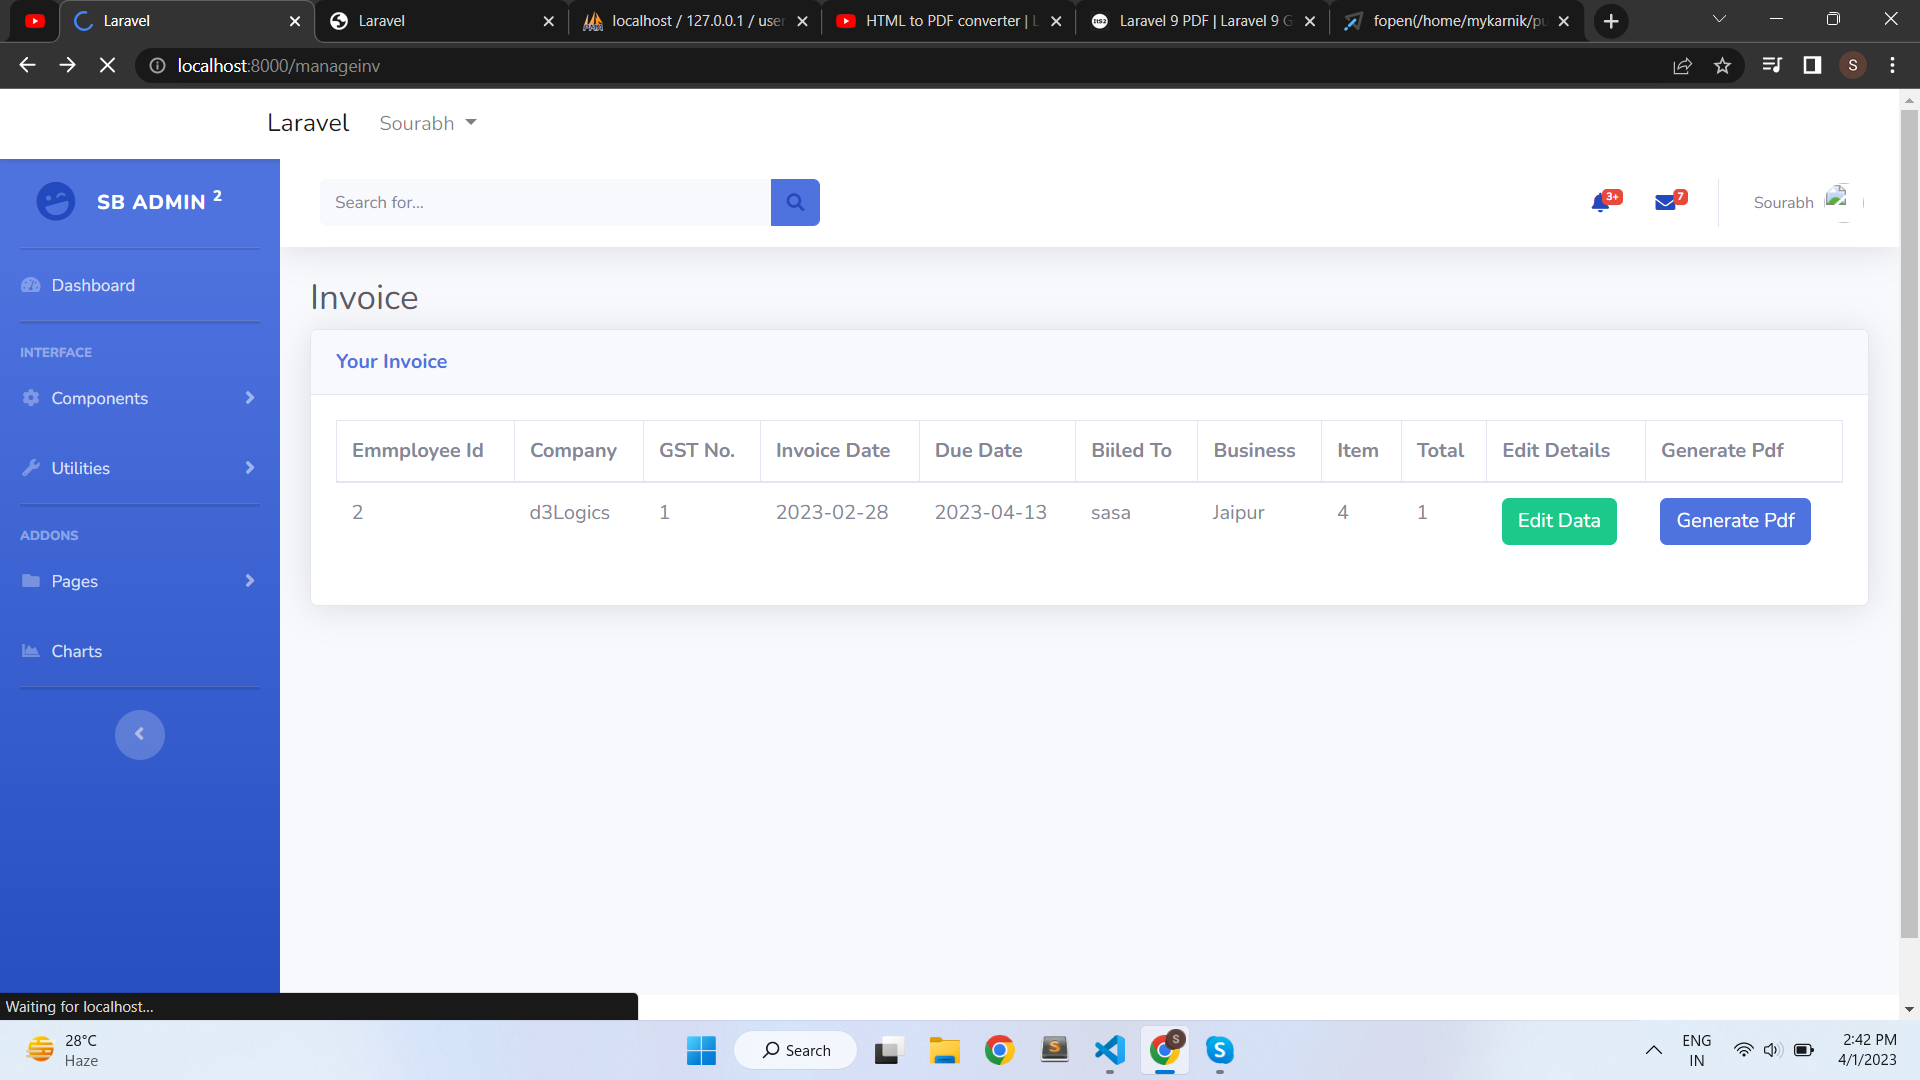 Laravel
Laravel
localhost / 127.0.0.1 / user
HTML to PDF converter | L
Laravel 9 PDF | Laravel 9 G
fopen(/home/mykarnik/pu
localhost:8000/manageinv
S
Laravel
Sourabh
SB ADMIN 2
Search for...
3+
7
Sourabh
Dashboard
INTERFACE
Components
Utilities
ADDONS
Pages
Charts
Invoice
Your Invoice
Emmployee Id Company GST No. Invoice Date Due Date Biiled To Business Item Total Edit Details Generate Pdf
2 d3Logics 1 2023-02-28 2023-04-13 sasa Jaipur 4 1 Edit Data Generate Pdf
Waiting for localhost...
28°C
Haze
Search
S
S
S
ENG
IN
2:42 PM
4/1/2023